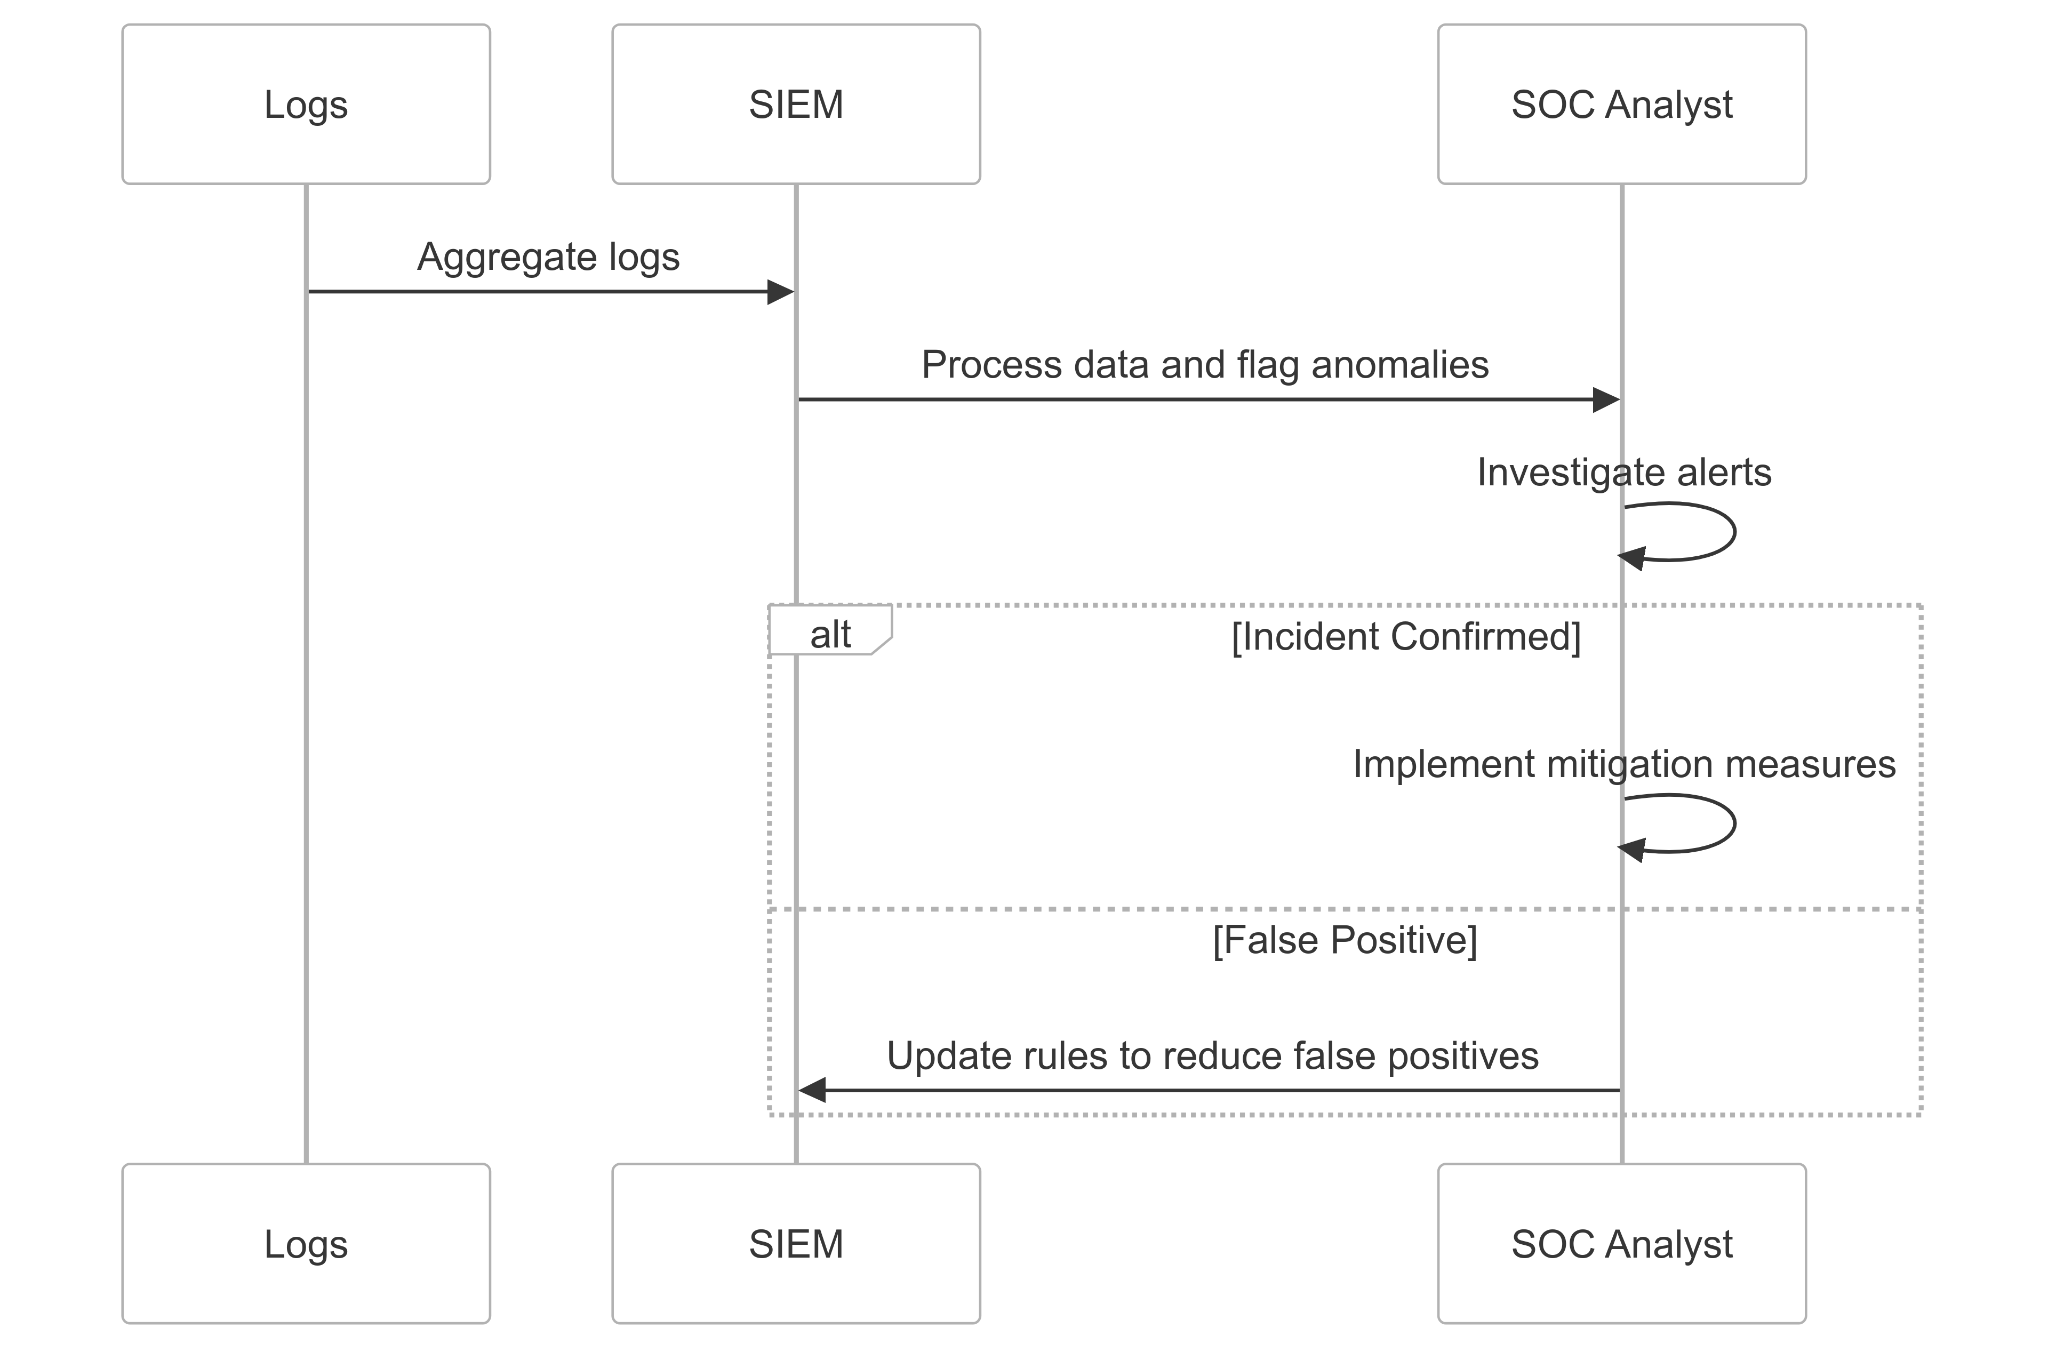 Logs
SIEM
SOC Analyst
Aggregate logs
Process data and flag anomalies
Investigate alerts
alt
[Incident Confirmed]
Implement mitigation measures
[False Positive]
Update rules to reduce false positives
Logs
SIEM
SOC Analyst